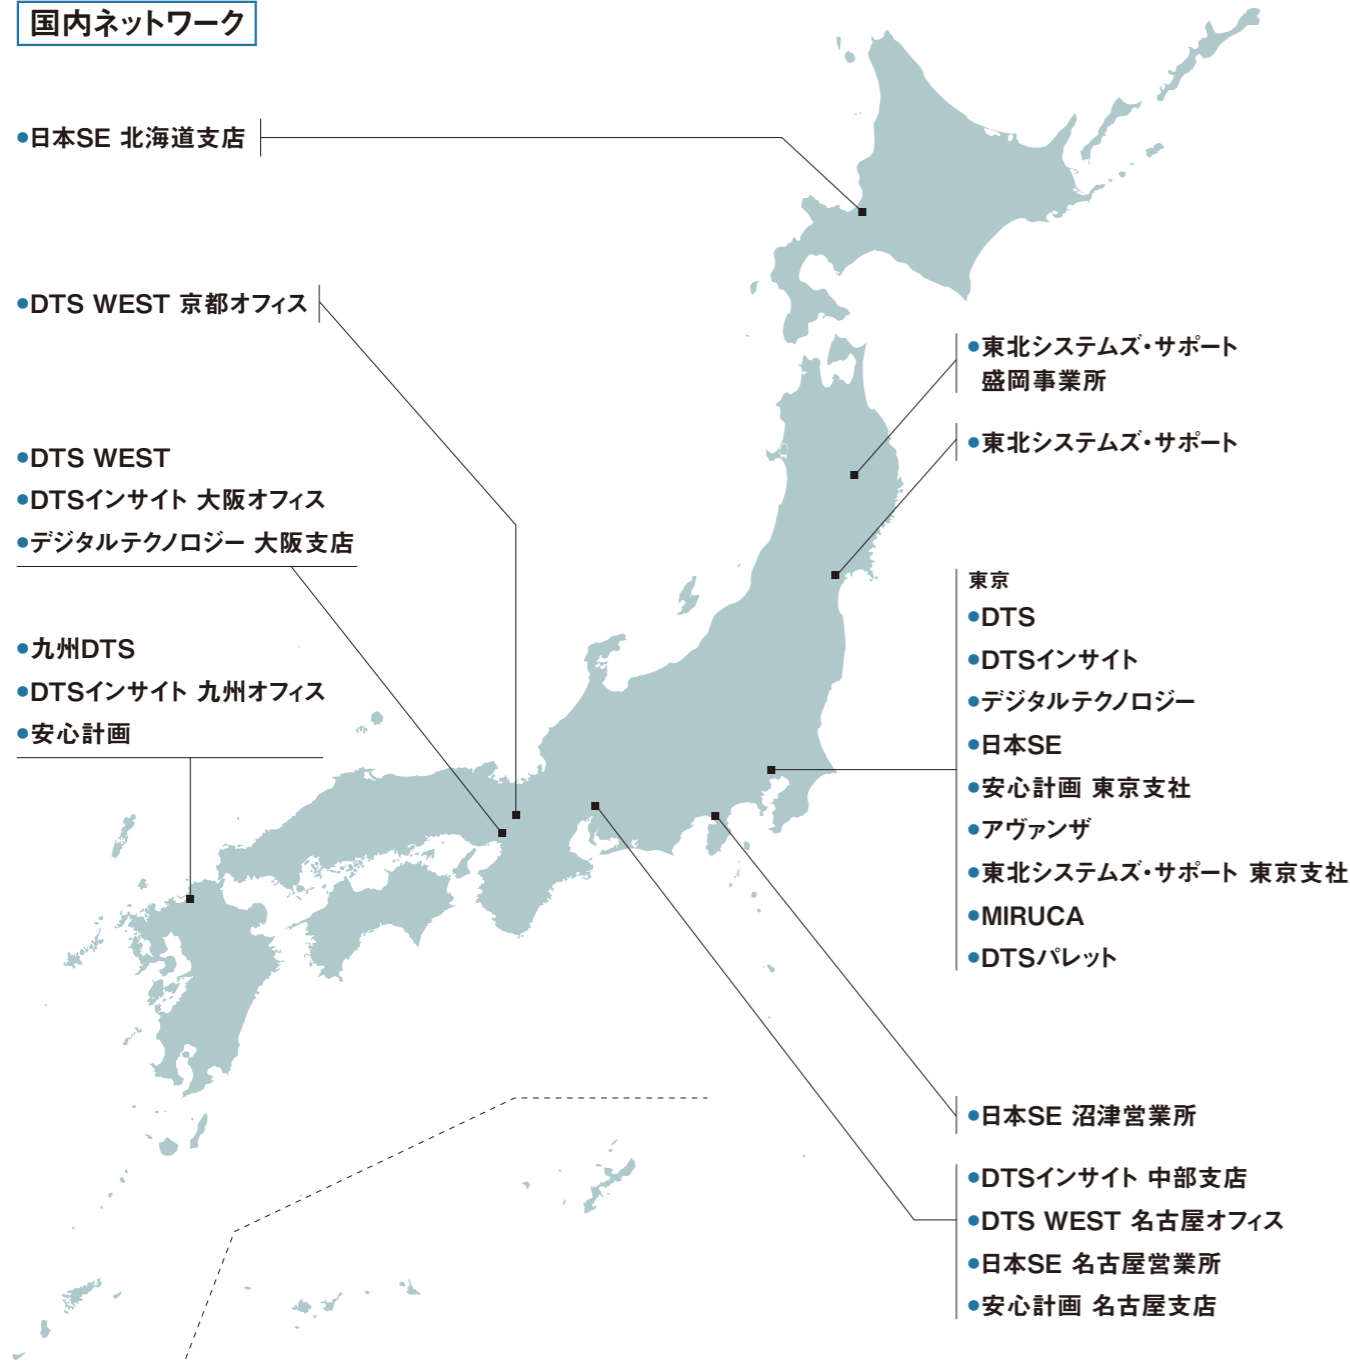 国内ネットワーク
●日本SE 北海道支店
●DTS WEST 京都オフィス
●DTS WEST
●DTSインサイト 大阪オフィス
●デジタルテクノロジー 大阪支店
●九州DTS
●DTSインサイト 九州オフィス
●安心計画
●東北システムズ・サポート
盛岡事業所
●東北システムズ・サポート
東京
●DTS
●DTSインサイト
●デジタルテクノロジー
●日本SE
●安心計画 東京支社
●アヴァンザ
●東北システムズ・サポート 東京支社
●MIRUCA
●DTSパレット
●日本SE 沼津営業所
●DTSインサイト 中部支店
●DTS WEST 名古屋オフィス
●日本SE 名古屋営業所
●安心計画 名古屋支店